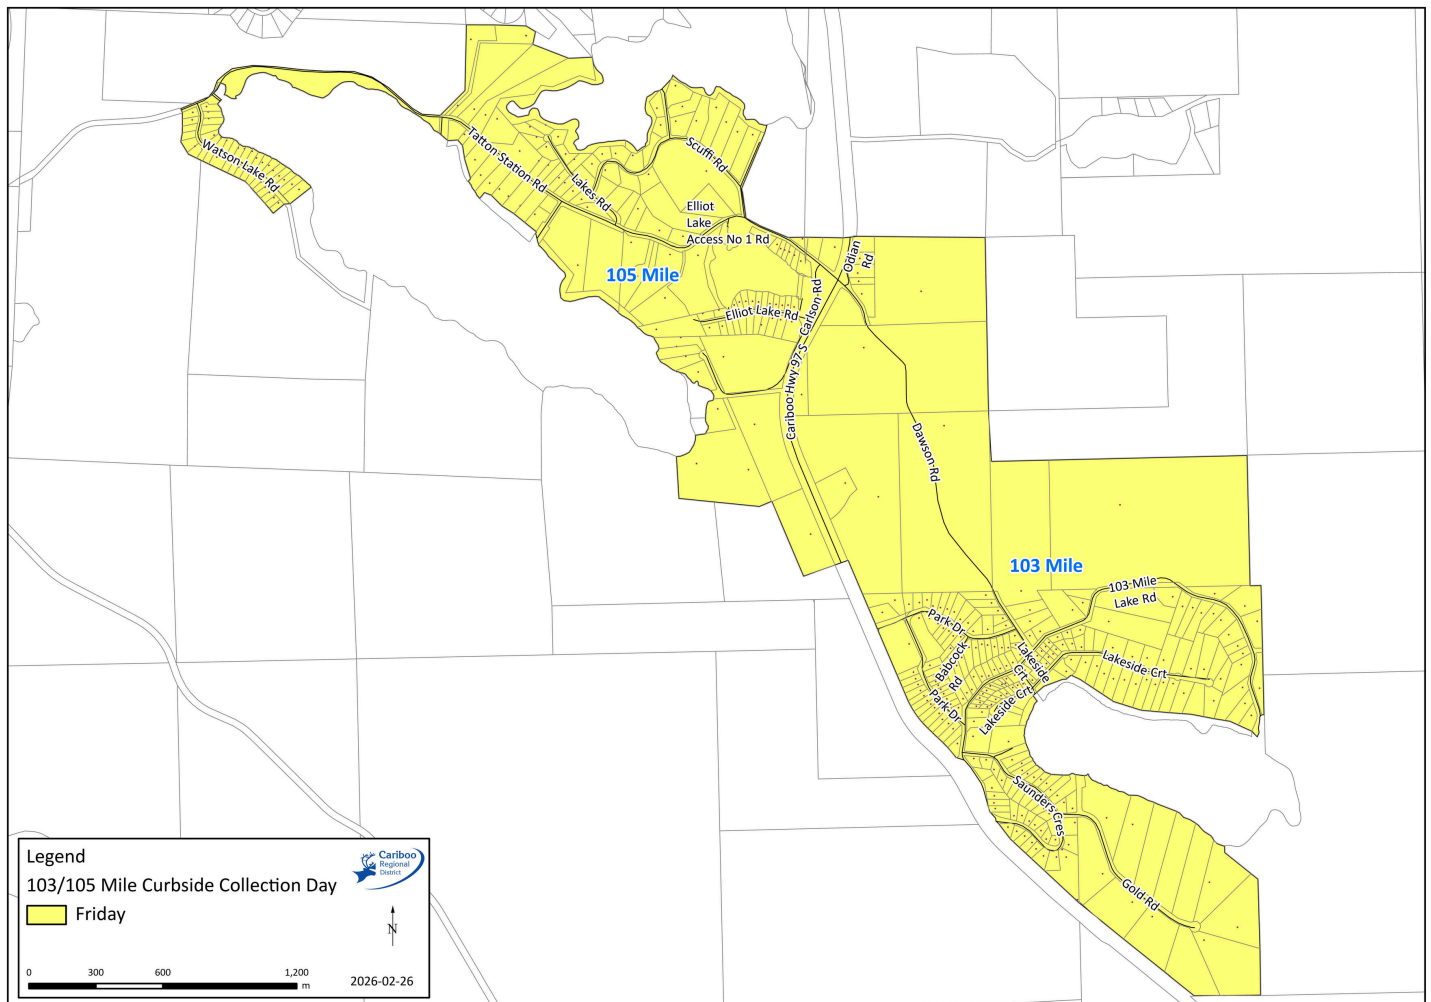 Watson Lake Rd
Tatton Station Rd
Lakes Rd
Scuffi Rd
Elliot
Lake
Access No 1 Rd
105 Mile
Odian
Rd
Elliot Lake Rd
Carlson Rd
Cariboo Hwy 97 S
Dawson Rd
103 Mile
103 Mile
Lake Rd
Park Dr
Babcock
Rd
Park Dr
Lakeside
Crt
Lakeside Crt
Lakeside Crt
Saunders Cres
Gold Rd
Legend
103/105 Mile Curbside Collection Day
Friday
Cariboo
Regional
District
N
0 300 600 1,200
m
2026-02-26